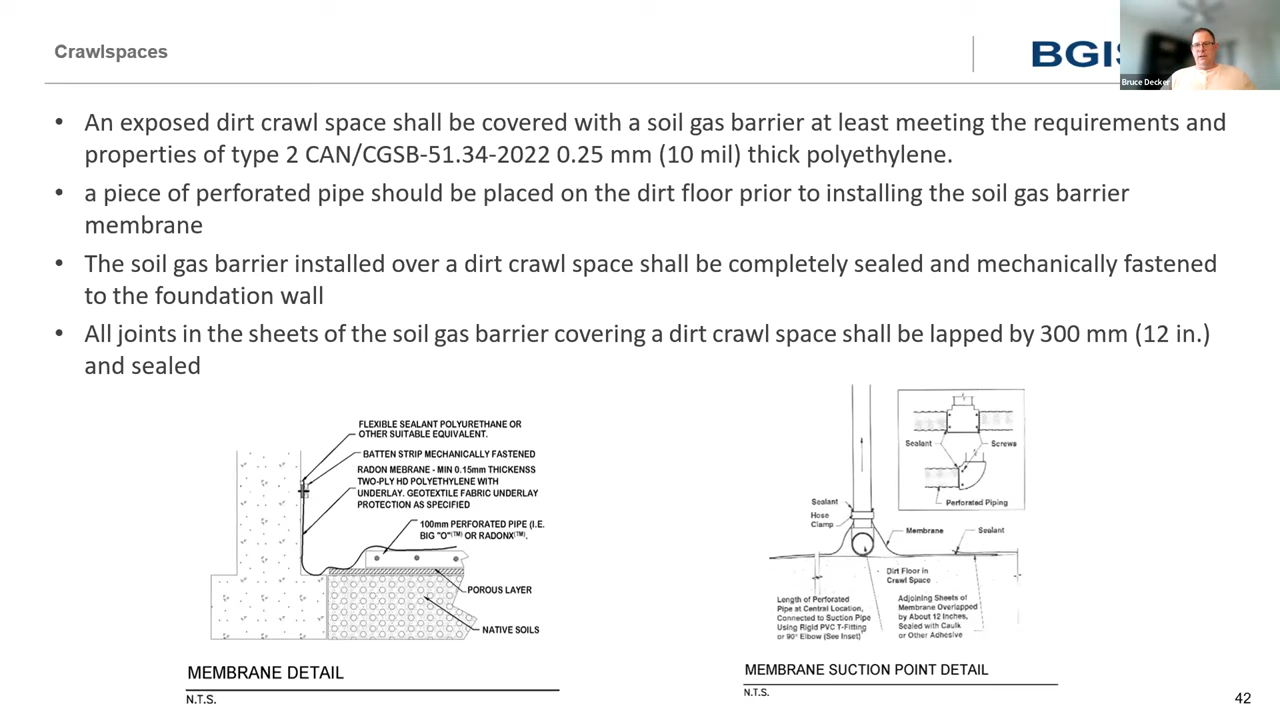 Crawlspaces
BGIS
Bruce Decker
• An exposed dirt crawl space shall be covered with a soil gas barrier at least meeting the requirements and
properties of type 2 CAN/CGSB-51.34-2022 0.25 mm (10 mil) thick polyethylene.
• a piece of perforated pipe should be placed on the dirt floor prior to installing the soil gas barrier
membrane
• The soil gas barrier installed over a dirt crawl space shall be completely sealed and mechanically fastened
to the foundation wall
• All joints in the sheets of the soil gas barrier covering a dirt crawl space shall be lapped by 300 mm (12 in.)
and sealed
FLEXIBLE SEALANT POLYURETHANE OR
OTHER SUITABLE EQUIVALENT.
BATTEN STRIP MECHANICALLY FASTENED
RADON MEBRANE - MIN 0.15mm THICKENSS
TWO-PLY HD POLYETHYLENE WITH
UNDERLAY. GEOTEXTILE FABRIC UNDERLAY
PROTECTION AS SPECIFIED
100mm PERFORATED PIPE (I.E.
BIG "O"(TM) OR RADONX(TM).
POROUS LAYER
NATIVE SOILS
MEMBRANE DETAIL
N.T.S.
Sealant
Screws
Perforated Piping
Sealant
Hose
Clamp
Membrane
Sealant
Dirt Floor in
Crawl Space
Length of Perforated
Pipe at Central Location,
Connected to Suction Pipe
Using Rigid PVC T-Fitting
or 90° Elbow (See Inset)
Adjoining Sheets of
Membrane Overlapped
by About 12 Inches,
Sealed with Caulk
or Other Adhesive
MEMBRANE SUCTION POINT DETAIL
N.T.S.
42